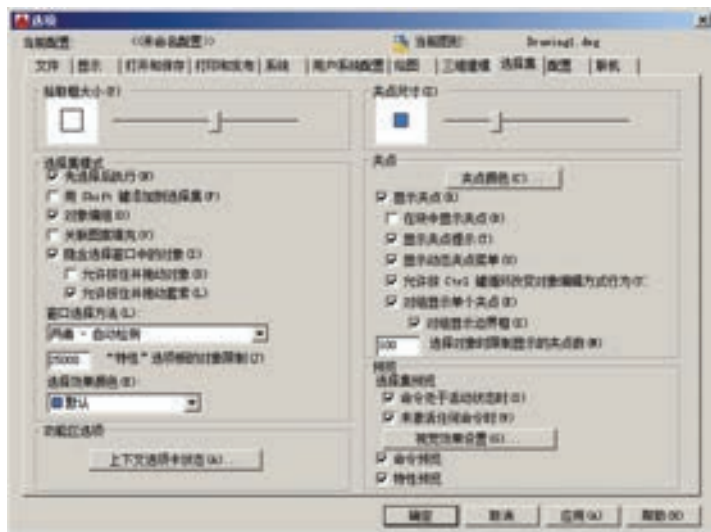 选项
当前配置: <<未命名配置>> 当前图形: Drawing1.dwg
文件 显示 打开和保存 打印和发布 系统 用户系统配置 绘图 三维建模 选择集 配置 联机
拾取框大小(P)
夹点尺寸(Z)
选择集模式
先选择后执行(N)
用 Shift 键添加到选择集(F)
对象编组(O)
关联图案填充(V)
隐含选择窗口中的对象(I)
允许按住并拖动对象(D)
允许按住并拖动套索(L)
窗口选择方法(L):
两者 - 自动检测
25000 “特性”选项板的对象限制(J)
选择效果颜色(E):
默认
功能区选项
上下文选项卡状态(A)...
夹点
夹点颜色(C)...
显示夹点(R)
在块中显示夹点(B)
显示夹点提示(T)
显示动态夹点菜单(U)
允许按 Ctrl 键循环改变对象编辑方式行为(Y)
对组显示单个夹点(E)
对组显示边界框(X)
100 选择对象时限制显示的夹点数(M)
预览
选择集预览
命令处于活动状态时(S)
未激活任何命令时(W)
视觉效果设置(G)...
命令预览
特性预览
确定 取消 应用(A) 帮助(H)